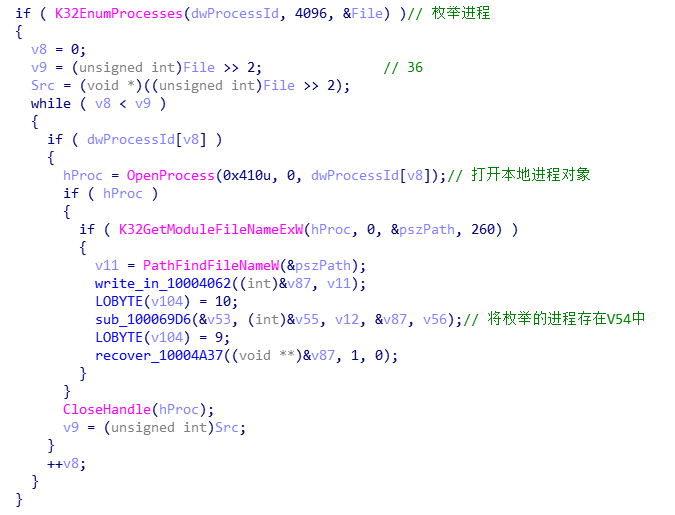 if ( K32EnumProcesses(dwProcessId, 4096, &File) )// 枚举进程
{
  v8 = 0;
  v9 = (unsigned int)File >> 2;                // 36
  Src = (void *)((unsigned int)File >> 2);
  while ( v8 < v9 )
  {
    if ( dwProcessId[v8] )
    {
      hProc = OpenProcess(0x410u, 0, dwProcessId[v8]);// 打开本地进程对象
      if ( hProc )
      {
        if ( K32GetModuleFileNameExW(hProc, 0, &pszPath, 260) )
        {
          v11 = PathFindFileNameW(&pszPath);
          write_in_10004062((int)&v87, v11);
          LOBYTE(v104) = 10;
          sub_100069D6(&v53, (int)&v55, v12, &v87, v56);// 将枚举的进程存在V54中
          LOBYTE(v104) = 9;
          recover_10004A37((void **)&v87, 1, 0);
        }
      }
      CloseHandle(hProc);
      v9 = (unsigned int)Src;
    }
    ++v8;
  }
}